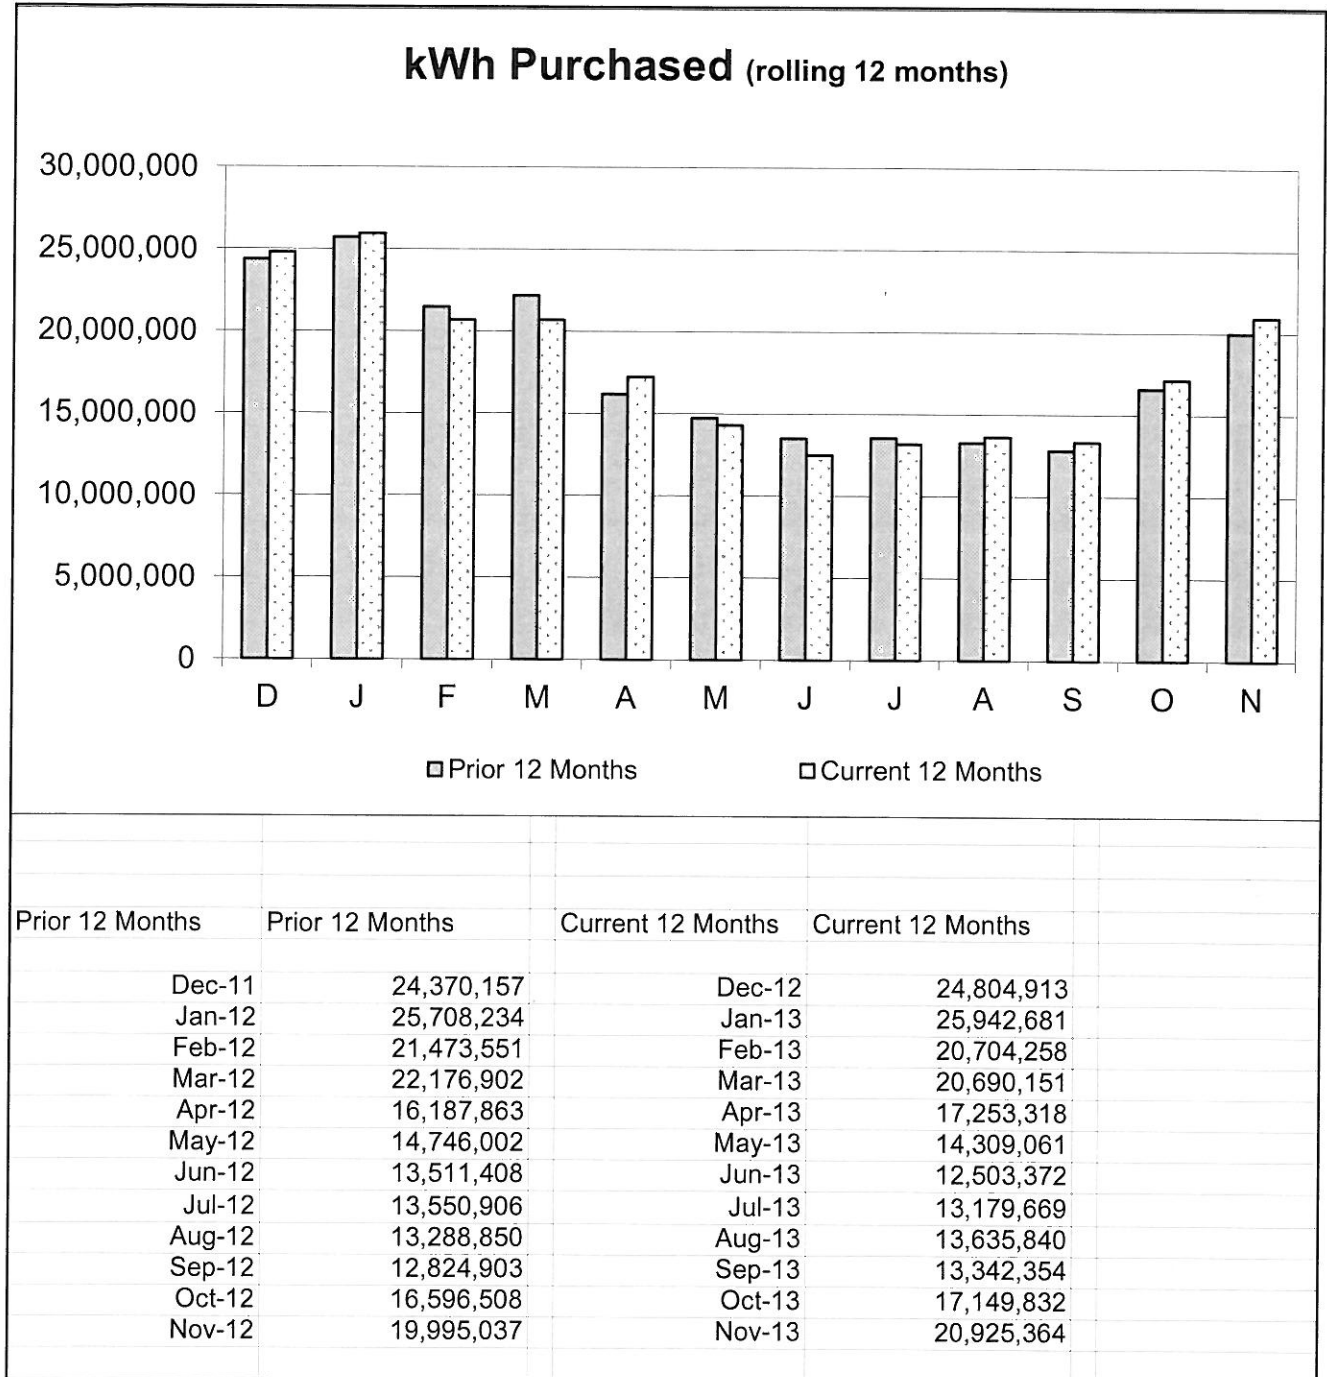 kWh Purchased (rolling 12 months)
30,000,000
25,000,000
20,000,000
15,000,000
10,000,000
5,000,000
0
D J F M A M J J A S O N
Prior 12 Months Current 12 Months
Prior 12 Months Prior 12 Months Current 12 Months Current 12 Months
Dec-11 24,370,157 Dec-12 24,804,913
Jan-12 25,708,234 Jan-13 25,942,681
Feb-12 21,473,551 Feb-13 20,704,258
Mar-12 22,176,902 Mar-13 20,690,151
Apr-12 16,187,863 Apr-13 17,253,318
May-12 14,746,002 May-13 14,309,061
Jun-12 13,511,408 Jun-13 12,503,372
Jul-12 13,550,906 Jul-13 13,179,669
Aug-12 13,288,850 Aug-13 13,635,840
Sep-12 12,824,903 Sep-13 13,342,354
Oct-12 16,596,508 Oct-13 17,149,832
Nov-12 19,995,037 Nov-13 20,925,364